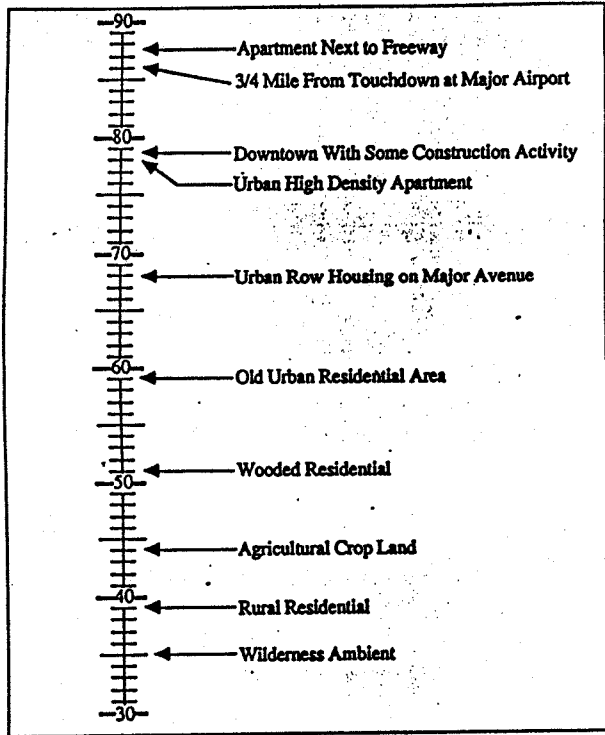 90
Apartment Next to Freeway
3/4 Mile From Touchdown at Major Airport
80
Downtown With Some Construction Activity
Urban High Density Apartment
70
Urban Row Housing on Major Avenue
60
Old Urban Residential Area
Wooded Residential
50
Agricultural Crop Land
40
Rural Residential
Wilderness Ambient
30